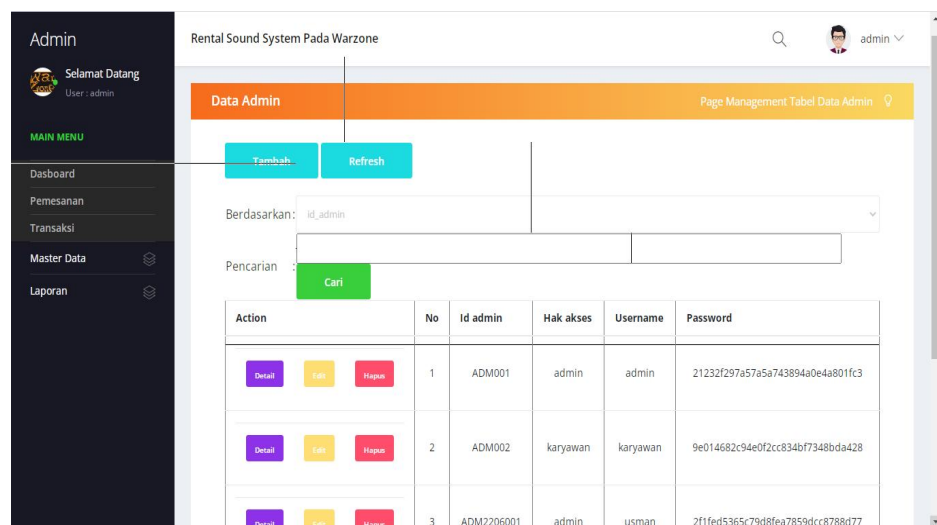 Admin
Rental Sound System Pada Warzone
admin
Selamat Datang
User : admin
MAIN MENU
Dasboard
Pemesanan
Transaksi
Master Data
Laporan
Data Admin
Page Management Tabel Data Admin
Tambah
Refresh
Berdasarkan :
id_admin
Pencarian :
Cari
Action No Id admin Hak akses Username Password
Detail Edit Hapus 1 ADM001 admin admin 21232f297a57a5a743894a0e4a801fc3
Detail Edit Hapus 2 ADM002 karyawan karyawan 9e014682c94e0f2cc834bf7348bda428
Detail Edit Hapus 3 ADM2206001 admin usman 2f1fed5365c79d8fea7859dcc8788d77